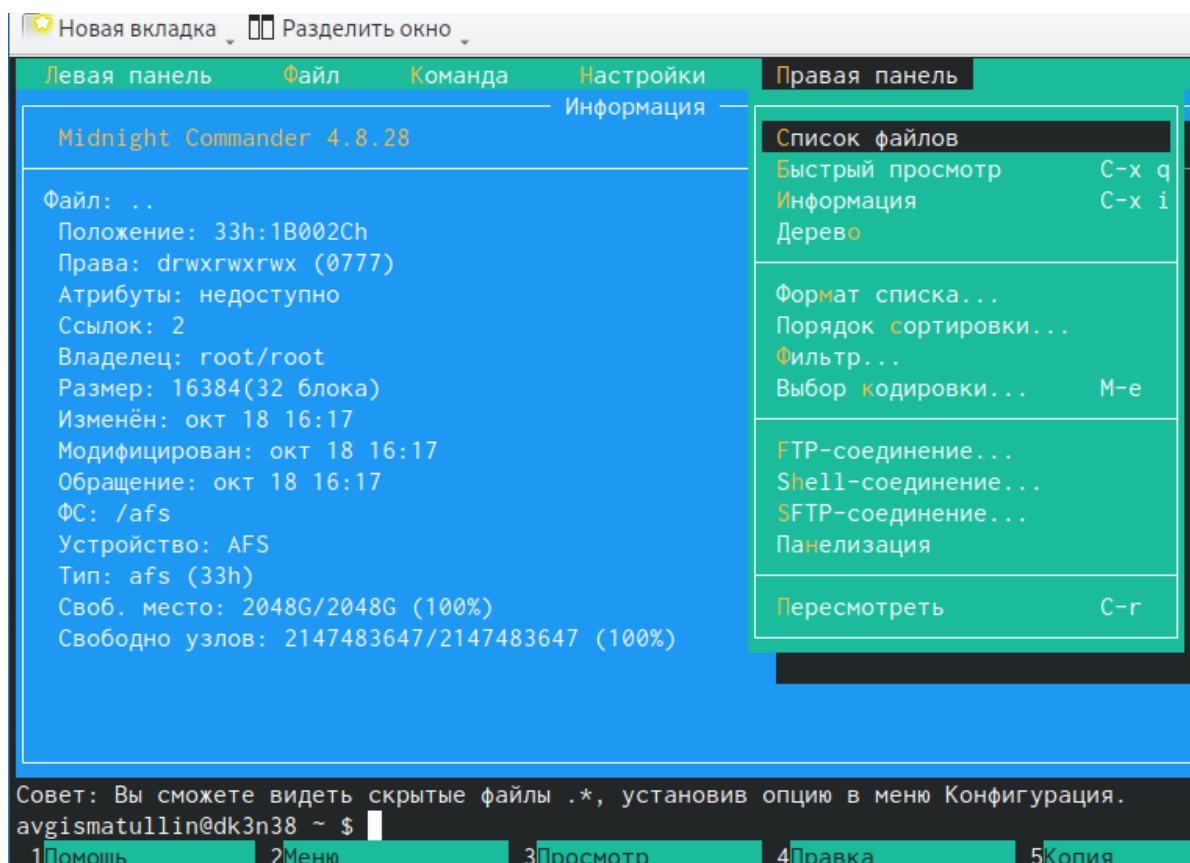 Новая вкладка Разделить окно
Левая панель Файл Команда Настройки Правая панель
Информация
Midnight Commander 4.8.28
Файл: ..
Положение: 33h:1B002Ch
Права: drwxrwxrwx (0777)
Атрибуты: недоступно
Ссылок: 2
Владелец: root/root
Размер: 16384(32 блока)
Изменён: окт 18 16:17
Модифицирован: окт 18 16:17
Обращение: окт 18 16:17
ФС: /afs
Устройство: AFS
Тип: afs (33h)
Своб. место: 2048G/2048G (100%)
Свободно узлов: 2147483647/2147483647 (100%)
Список файлов
Быстрый просмотр C-x q
Информация C-x i
Дерево
Формат списка...
Порядок сортировки...
Фильтр...
Выбор кодировки... M-e
FTP-соединение...
Shell-соединение...
SFTP-соединение...
Панелизация
Пересмотреть C-r
Совет: Вы сможете видеть скрытые файлы .*, установив опцию в меню Конфигурация.
avgismatullin@dk3n38 ~ $
1Помощь 2Меню 3Просмотр 4Правка 5Копия